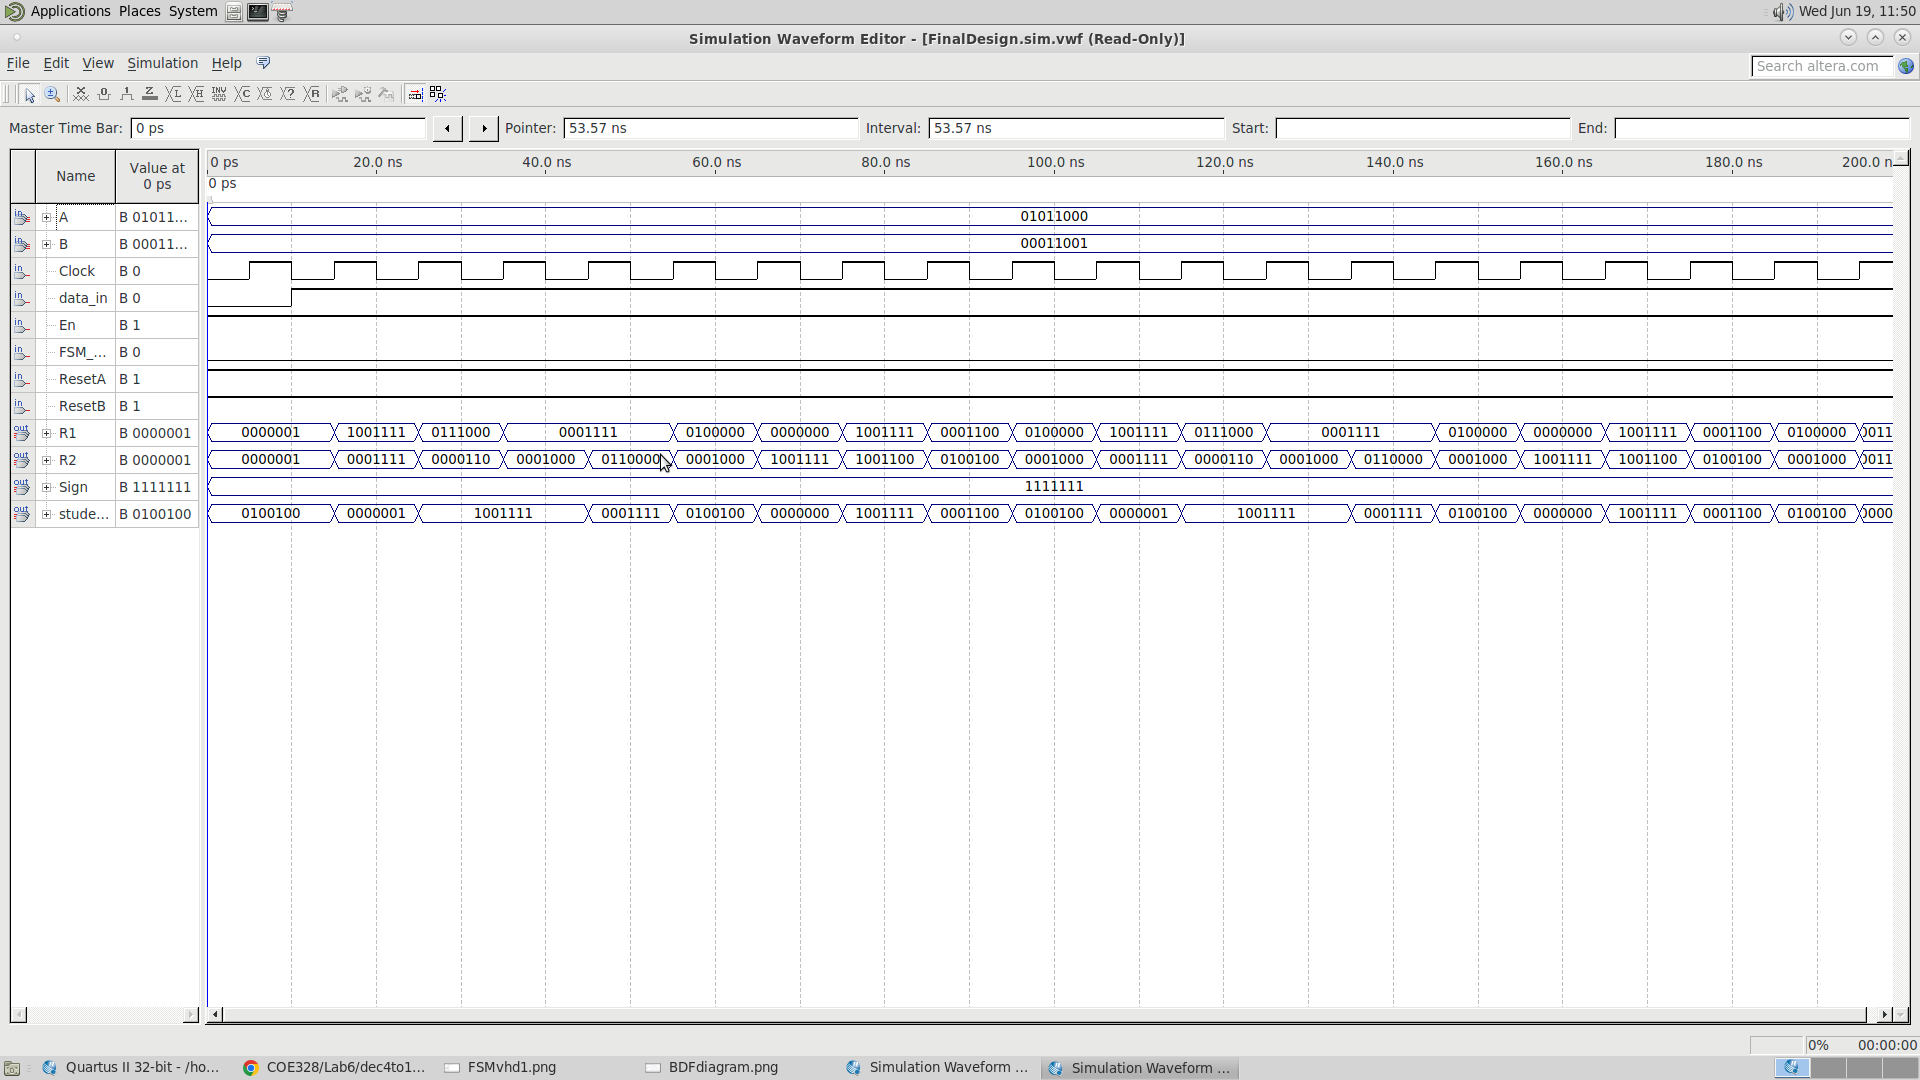 Applications Places System Wed Jun 19, 11:50
Simulation Waveform Editor - [FinalDesign.sim.vwf (Read-Only)]
File Edit View Simulation Help Search altera.com
Master Time Bar: 0 ps Pointer: 53.57 ns Interval: 53.57 ns Start: End:
Name Value at 0 ps 0 ps 20.0 ns 40.0 ns 60.0 ns 80.0 ns 100.0 ns 120.0 ns 140.0 ns 160.0 ns 180.0 ns 200.0 n
0 ps
A B 01011... 01011000
B B 00011... 00011001
Clock B 0
data_in B 0
En B 1
FSM_... B 0
ResetA B 1
ResetB B 1
R1 B 0000001 0000001 1001111 0111000 0001111 0100000 0000000 1001111 0001100 0100000 1001111 0111000 0001111 0100000 0000000 1001111 0001100 0100000 0011
R2 B 0000001 0000001 0001111 0000110 0001000 0110000 0001000 1001111 1001100 0100100 0001000 0001111 0000110 0001000 0110000 0001000 1001111 1001100 0100100 0001000 0011
Sign B 1111111 1111111
stude... B 0100100 0100100 0000001 1001111 0001111 0100100 0000000 1001111 0001100 0100100 0000001 1001111 0001111 0100100 0000000 1001111 0001100 0100100 0000
0% 00:00:00
Quartus II 32-bit - /ho... COE328/Lab6/dec4to1... FSMvhd1.png BDFdiagram.png Simulation Waveform ... Simulation Waveform ...